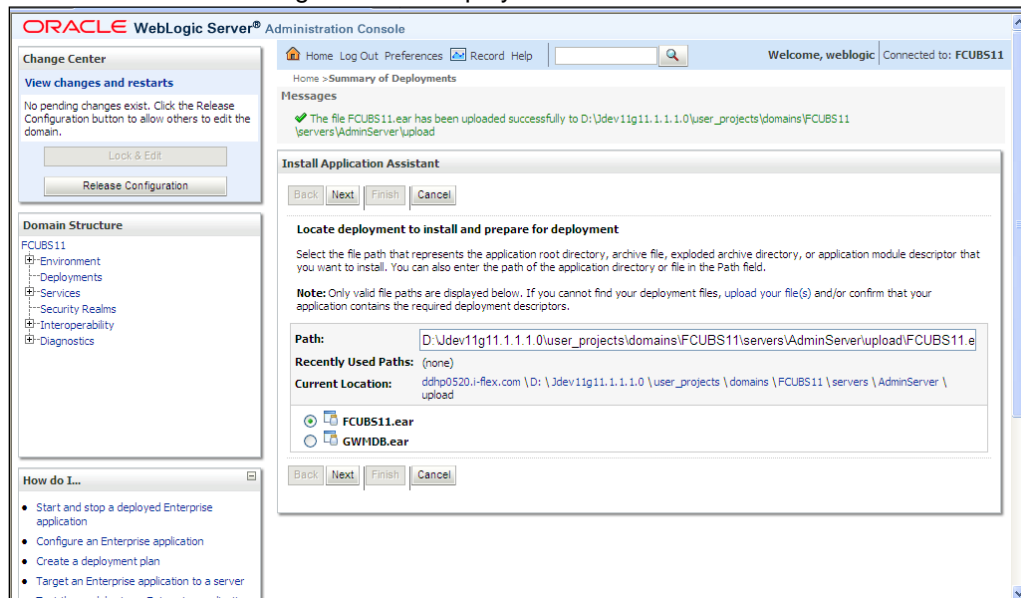 ORACLE WebLogic Server® Administration Console
Change Center
View changes and restarts
No pending changes exist. Click the Release
Configuration button to allow others to edit the
domain.
Lock & Edit
Release Configuration
Domain Structure
FCUBS11
Environment
Deployments
Services
Security Realms
Interoperability
Diagnostics
How do I...
Start and stop a deployed Enterprise
application
Configure an Enterprise application
Create a deployment plan
Target an Enterprise application to a server
Home Log Out Preferences Record Help
Welcome, weblogic Connected to: FCUBS11
Home >Summary of Deployments
Messages
The file FCUBS11.ear has been uploaded successfully to D:\Jdev11g11.1.1.1.0\user_projects\domains\FCUBS11
\servers\AdminServer\upload
Install Application Assistant
Back Next Finish Cancel
Locate deployment to install and prepare for deployment
Select the file path that represents the application root directory, archive file, exploded archive directory, or application module descriptor that
you want to install. You can also enter the path of the application directory or file in the Path field.
Note: Only valid file paths are displayed below. If you cannot find your deployment files, upload your file(s) and/or confirm that your
application contains the required deployment descriptors.
Path: D:\Jdev11g11.1.1.1.0\user_projects\domains\FCUBS11\servers\AdminServer\upload\FCUBS11.e
Recently Used Paths: (none)
Current Location: ddhp0520.i-flex.com \ D: \ Jdev11g11.1.1.1.0 \ user_projects \ domains \ FCUBS11 \ servers \ AdminServer \
upload
FCUBS11.ear
GWMDB.ear
Back Next Finish Cancel